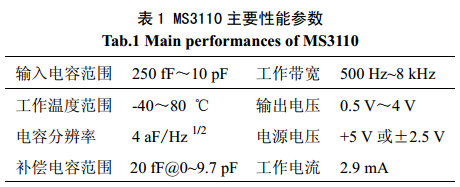 表 1 MS3110 主要性能参数
Tab.1 Main performances of MS3110
输入电容范围 250 fF～10 pF 工作带宽 500 Hz~8 kHz
工作温度范围 -40～80 ℃ 输出电压 0.5 V～4 V
电容分辨率 4 aF/Hz 1/2 电源电压 +5 V 或±2.5 V
补偿电容范围 20 fF@0~9.7 pF 工作电流 2.9 mA